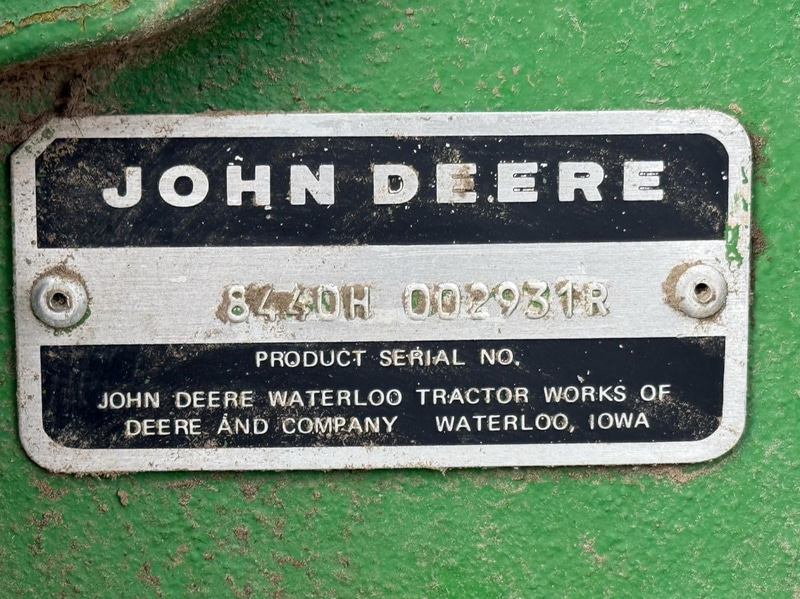 JOHN DEERE
8440H 002931R
PRODUCT SERIAL NO.
JOHN DEERE WATERLOO TRACTOR WORKS OF
DEERE AND COMPANY WATERLOO, IOWA